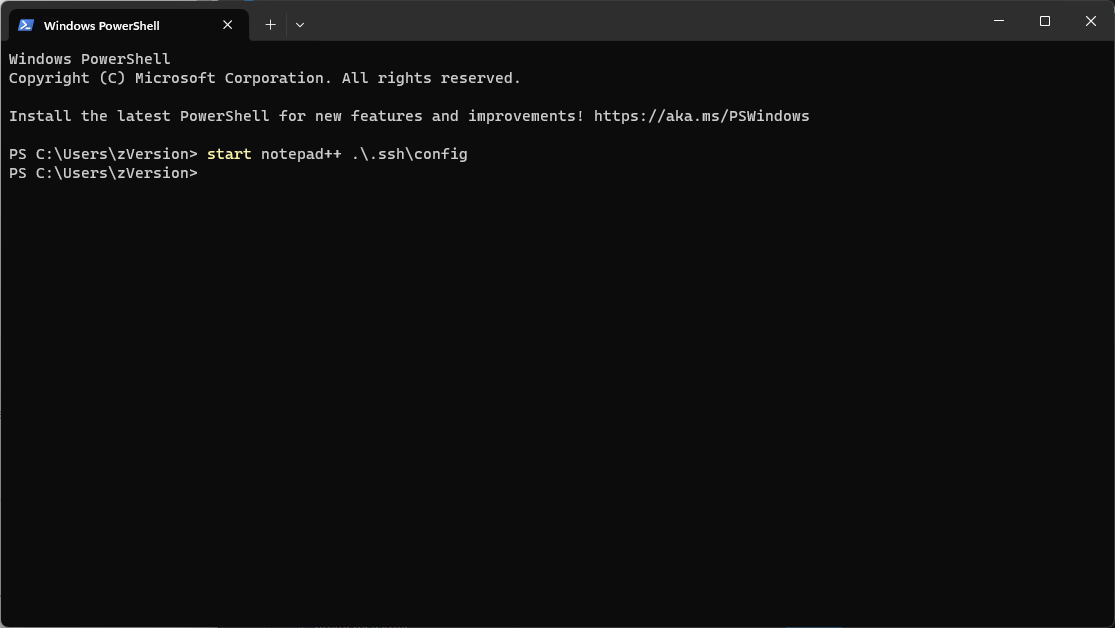 Windows PowerShell
Windows PowerShell
Copyright (C) Microsoft Corporation. All rights reserved.
Install the latest PowerShell for new features and improvements! https://aka.ms/PSWindows
PS C:\Users\zVersion> start notepad++ .\.ssh\config
PS C:\Users\zVersion>